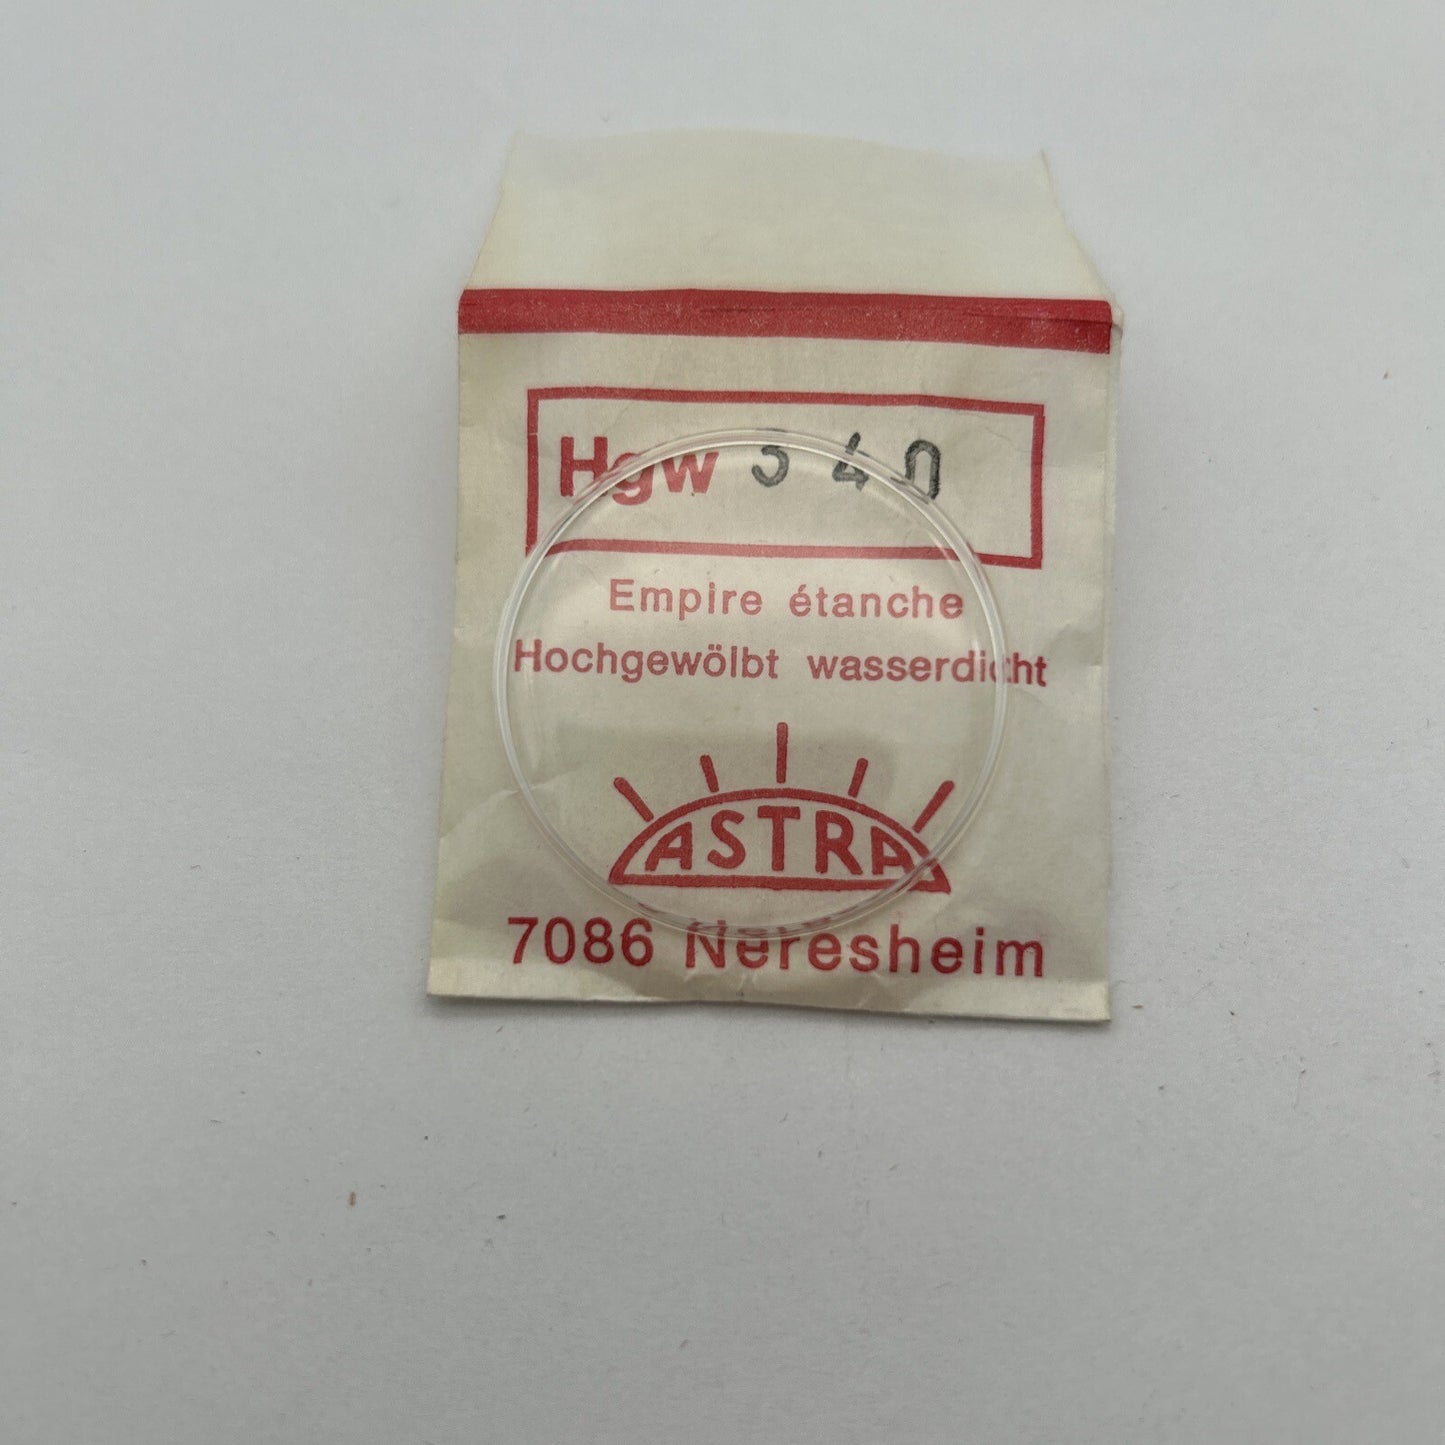 Hgw 340
Empire étanche
Hochgewölbt wasserdicht
ASTRA
7086 Neresheim